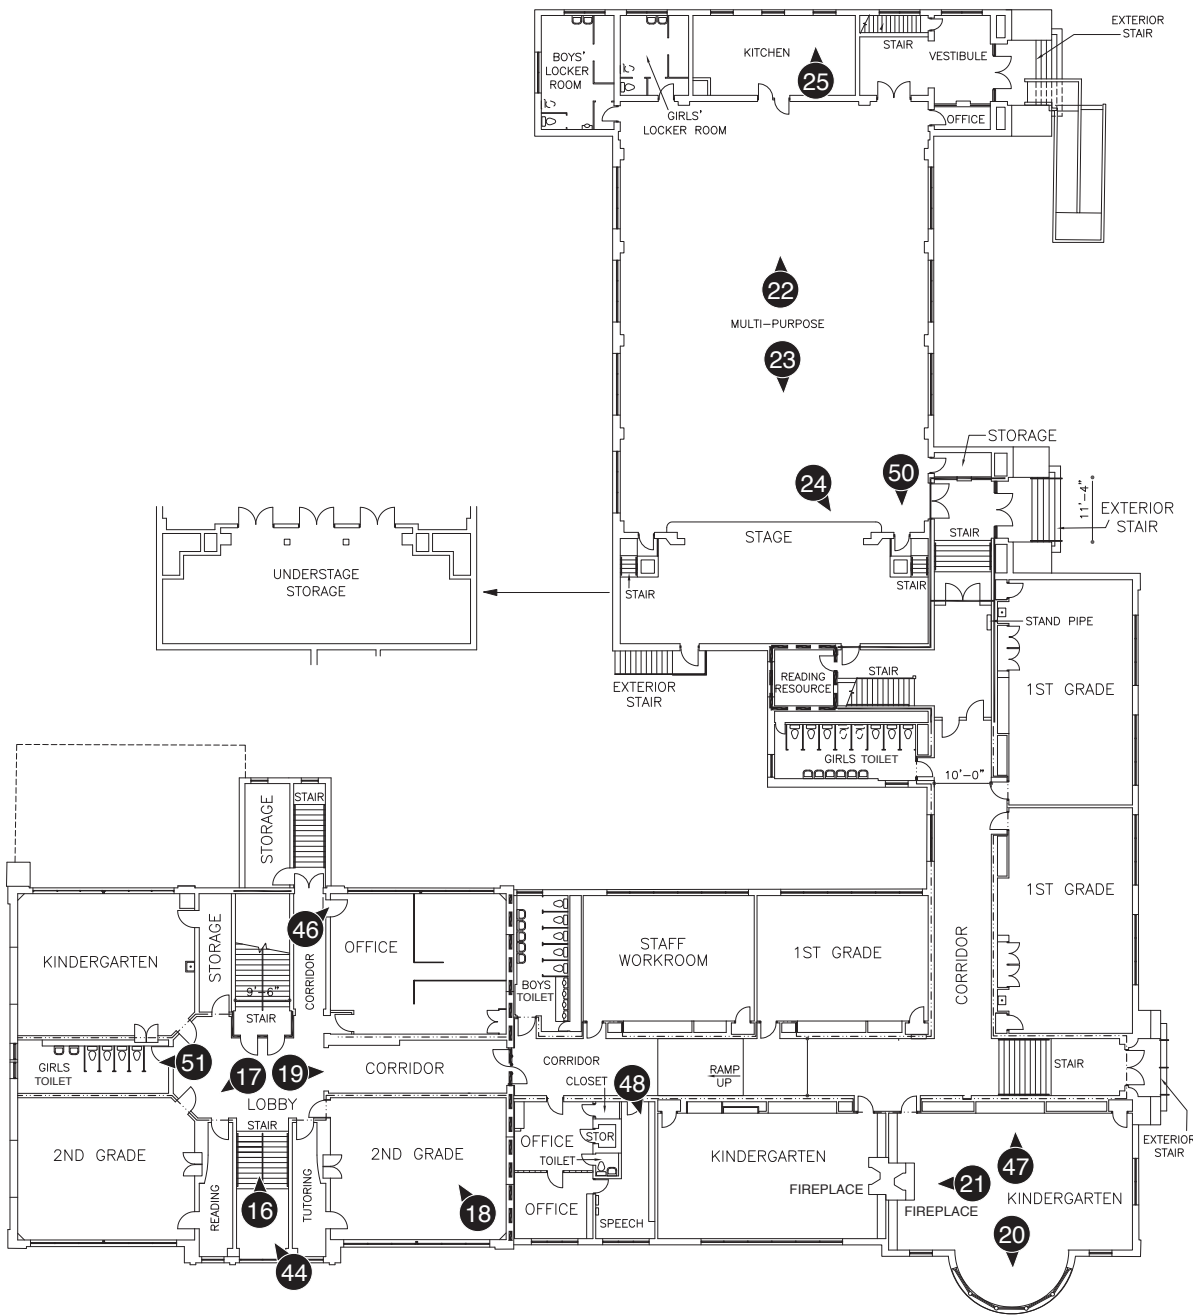 EXTERIOR
STAIR
BOYS'
LOCKER
ROOM
KITCHEN
STAIR
VESTIBULE
25
GIRLS'
LOCKER ROOM
OFFICE
22
MULTI-PURPOSE
23
STORAGE
24
50
11'-4"
EXTERIOR
STAIR
STAGE
STAIR
UNDERSTAGE
STORAGE
STAIR
STAIR
STAND PIPE
READING
RESOURCE
STAIR
EXTERIOR
STAIR
1ST GRADE
GIRLS TOILET
10'-0"
STAIR
STORAGE
1ST GRADE
46
OFFICE
STORAGE
KINDERGARTEN
CORRIDOR
STAFF
WORKROOM
1ST GRADE
CORRIDOR
9'-6"
BOYS
TOILET
STAIR
51
GIRLS
TOILET
17
19
CORRIDOR
CORRIDOR
RAMP
UP
STAIR
CLOSET
48
LOBBY
STAIR
2ND GRADE
2ND GRADE
OFFICE
STOR
TOILET
KINDERGARTEN
EXTERIOR
STAIR
47
FIREPLACE
21
KINDERGARTEN
FIREPLACE
READING
16
TUTORING
18
OFFICE
SPEECH
20
44